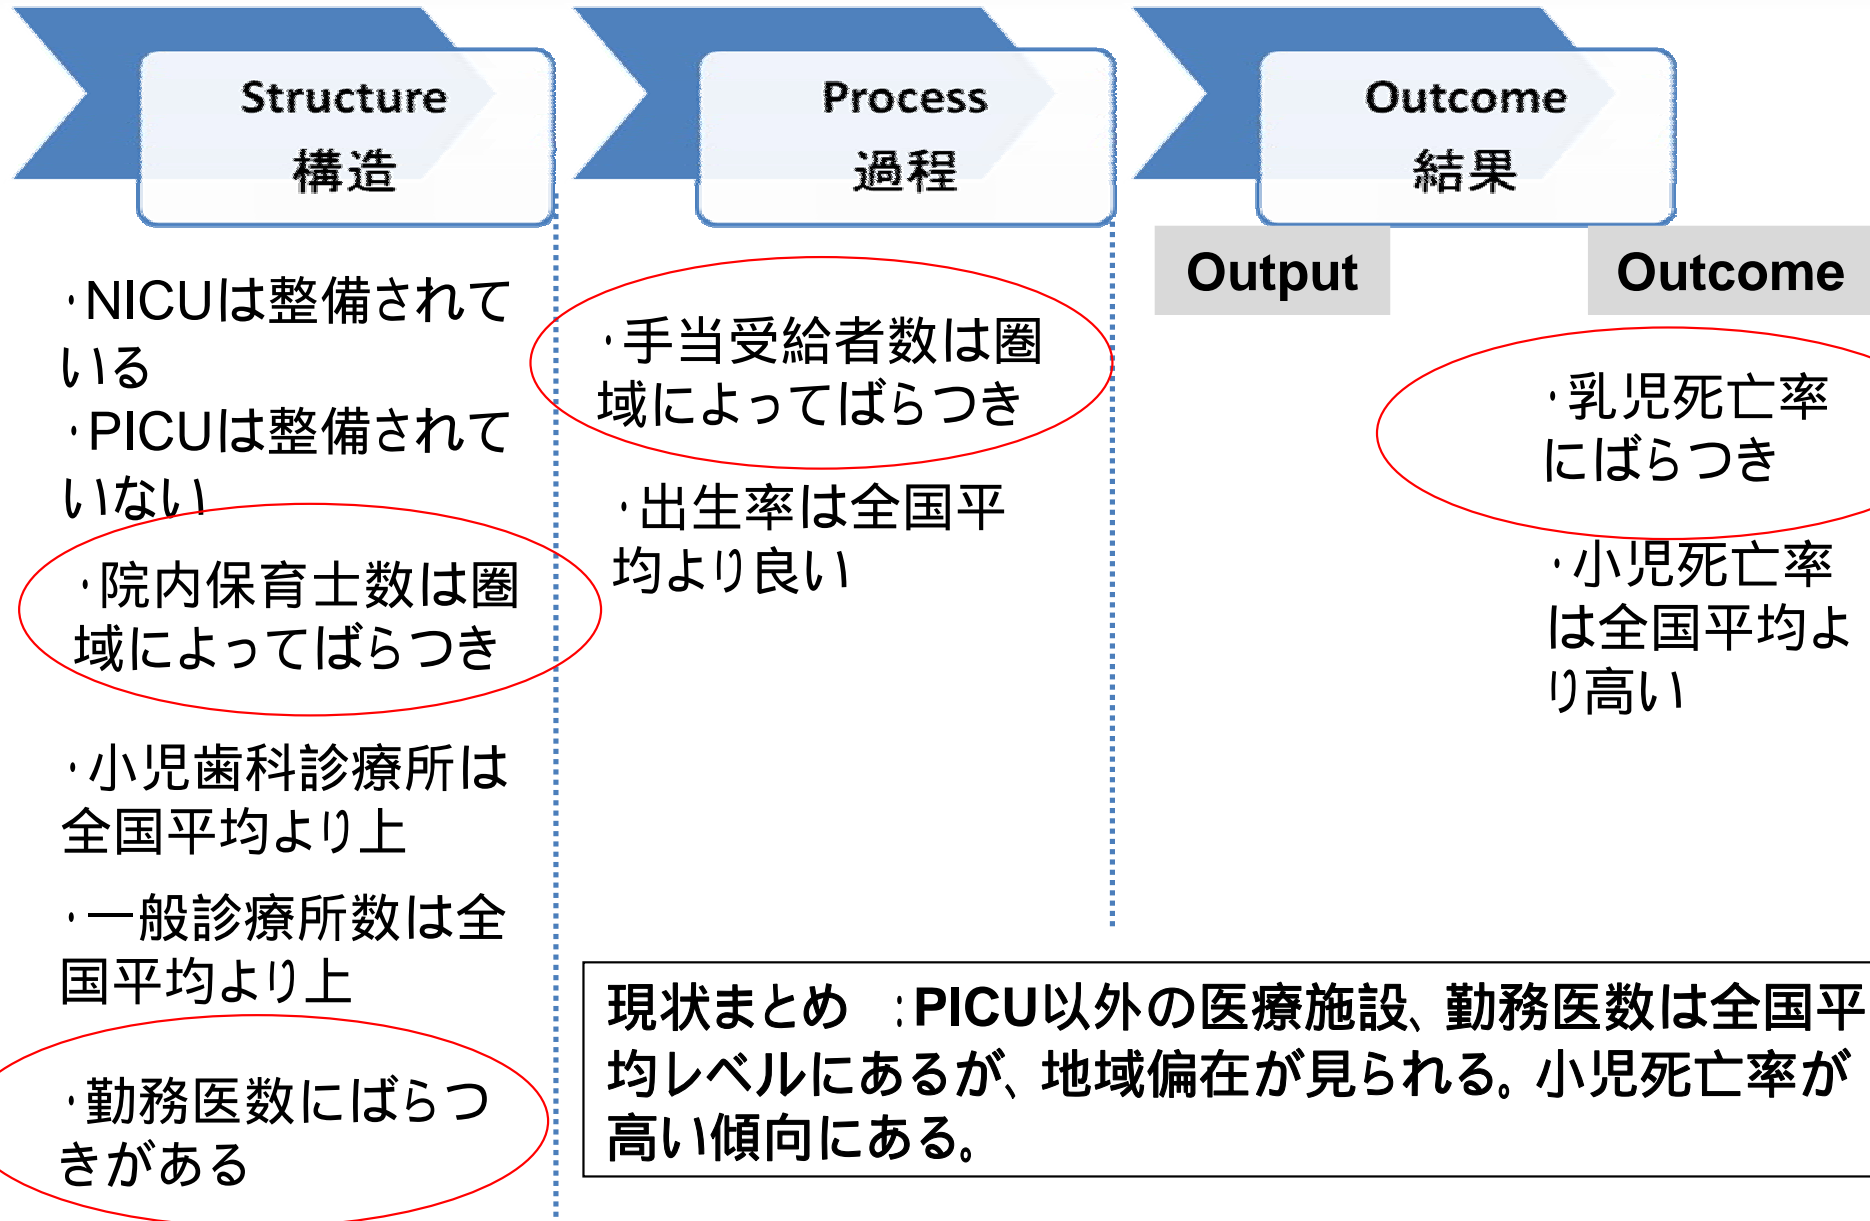 Structure
構造
・NICUは整備されて
いる
・PICUは整備されて
いない
・院内保育士数は圏
域によってばらつき
・小児歯科診療所は
全国平均より上
・一般診療所数は全
国平均より上
・勤務医数にばらつ
きがある
Process
過程
・手当受給者数は圏
域によってばらつき
・出生率は全国平
均より良い
Outcome
結果
Output
Outcome
・乳児死亡率
にばらつき
・小児死亡率
は全国平均よ
り高い
現状まとめ　：PICU以外の医療施設、勤務医数は全国平
均レベルにあるが、地域偏在が見られる。小児死亡率が
高い傾向にある。